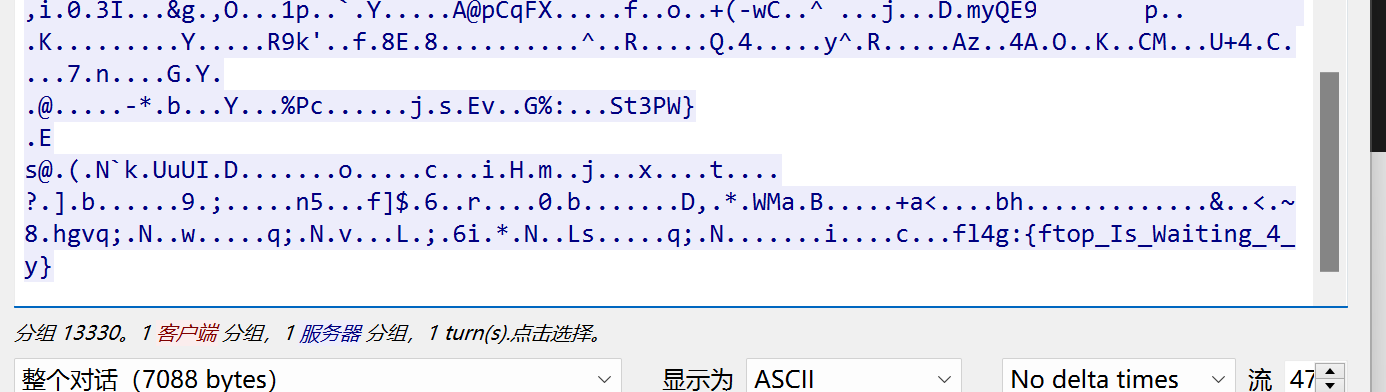 ,i.0.3I...&g.,O...1p..`.Y.....A@pCqFX.....f..o..+(-wC..^ ...j...D.myQE9 p..
.K.........Y.....R9k'..f.8E.8..........^..R.....Q.4.....y^.R.....Az..4A.O..K..CM...U+4.C.
...7.n....G.Y.
.@.....-*.b...Y...%Pc......j.s.Ev..G%:...St3PW}
.E
s@.(.N`k.UuUI.D.......o.....c...i.H.m..j...x....t....
?.].b......9.;.....n5...f]$.6..r....0.b.......D,.*.WMa.B.....+a<....bh.............&..<.~
8.hgvq;.N..w.....q;.N.v...L.;.6i.*.N..Ls.....q;.N.......i....c...fl4g:{ftop_Is_Waiting_4_
y}
分组 13330。1 客户端 分组，1 服务器 分组，1 turn(s).点击选择。
整个对话（7088 bytes） 显示为 ASCII No delta times 流 47